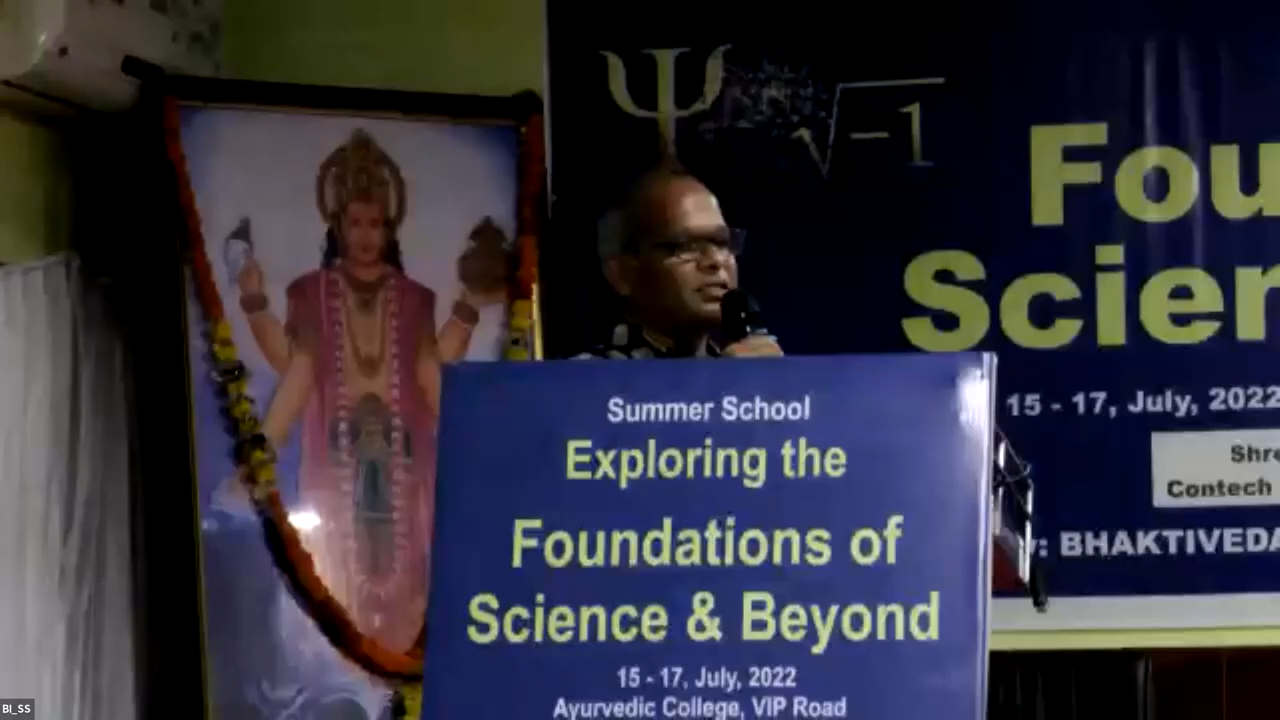 Ψ √-1
Fou
Scien
15 - 17, July, 2022
Shre
Contech
y: BHAKTIVEDA
Summer School
Exploring the
Foundations of
Science & Beyond
15 - 17, July, 2022
Ayurvedic College, VIP Road
BI_SS